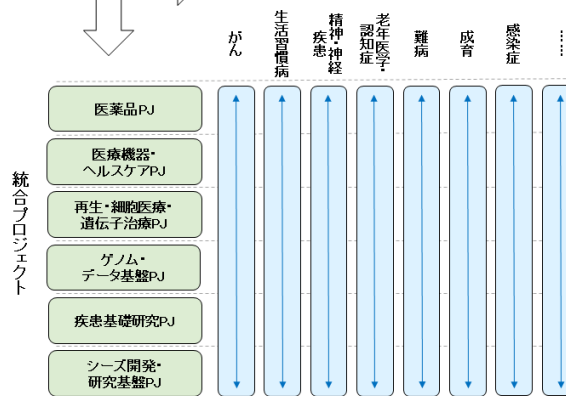 がん
生活習慣病
精神・神経
疾患
老年医学・
認知症
難病
成育
感染症
……
統合プロジェクト
医薬品PJ
医療機器・
ヘルスケアPJ
再生・細胞医療・
遺伝子治療PJ
ゲノム・
データ基盤PJ
疾患基礎研究PJ
シーズ開発・
研究基盤PJ